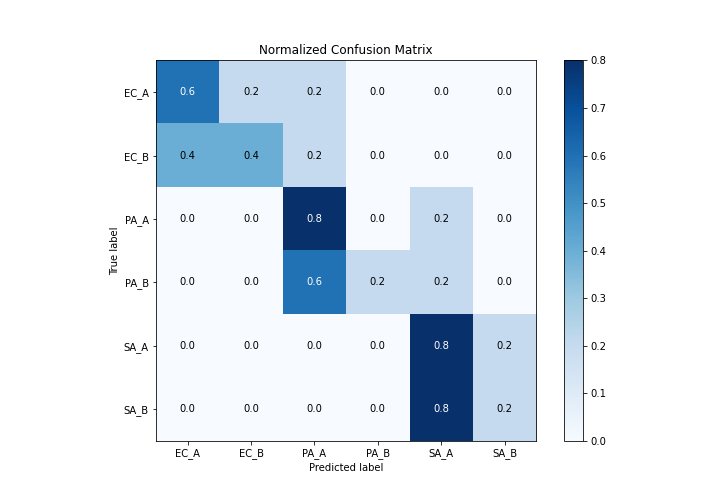 Normalized Confusion Matrix
EC_A 0.6 0.2 0.2 0.0 0.0 0.0
EC_B 0.4 0.4 0.2 0.0 0.0 0.0
PA_A 0.0 0.0 0.8 0.0 0.2 0.0
PA_B 0.0 0.0 0.6 0.2 0.2 0.0
SA_A 0.0 0.0 0.0 0.0 0.8 0.2
SA_B 0.0 0.0 0.0 0.0 0.8 0.2
EC_A EC_B PA_A PA_B SA_A SA_B
True label
Predicted label
0.8
0.7
0.6
0.5
0.4
0.3
0.2
0.1
0.0